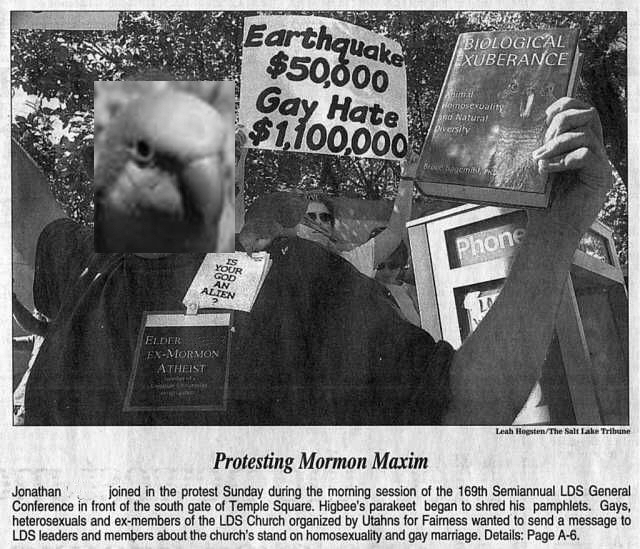 Earthquake
$50,000
Gay Hate
$1,100,000
BIOLOGICAL
EXUBERANCE
Animal
Homosexuality
and Natural
Diversity
Bruce Bagemihl, PhD
Phone
IS
YOUR
GOD
AN
ALIEN
?
ELDER
EX-MORMON
ATHEIST
Leah Hogsten/The Salt Lake Tribune
Protesting Mormon Maxim
Jonathan joined in the protest Sunday during the morning session of the 169th Semiannual LDS General
Conference in front of the south gate of Temple Square. Higbee's parakeet began to shred his pamphlets. Gays,
heterosexuals and ex-members of the LDS Church organized by Utahns for Fairness wanted to send a message to
LDS leaders and members about the church's stand on homosexuality and gay marriage. Details: Page A-6.